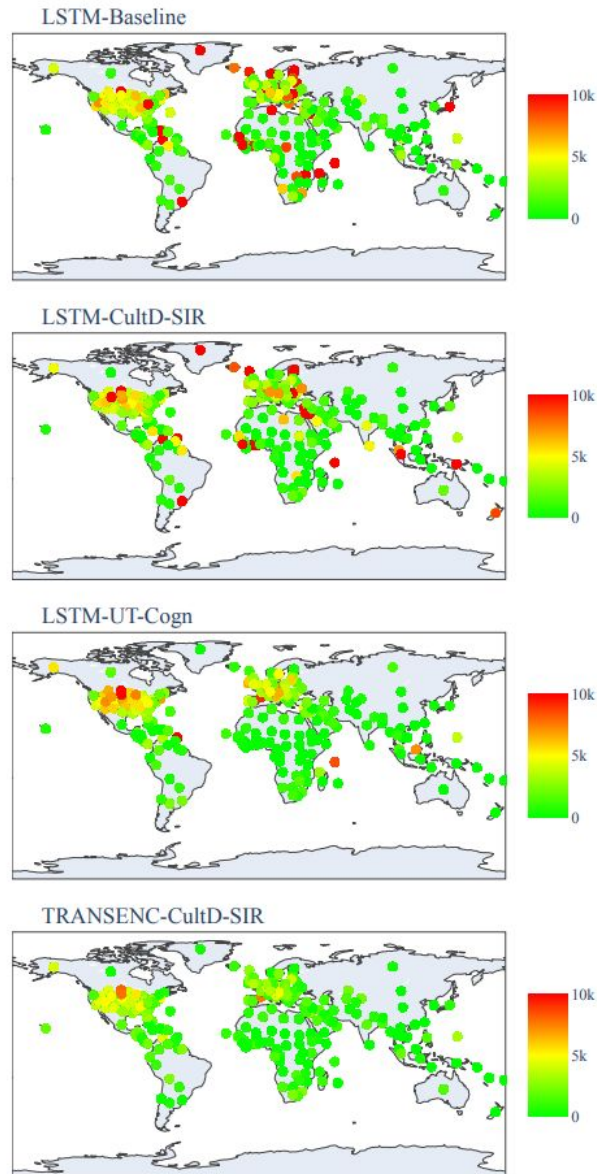 LSTM-Baseline
10k
5k
0
LSTM-CultD-SIR
10k
5k
0
LSTM-UT-Cogn
10k
5k
0
TRANSENC-CultD-SIR
10k
5k
0